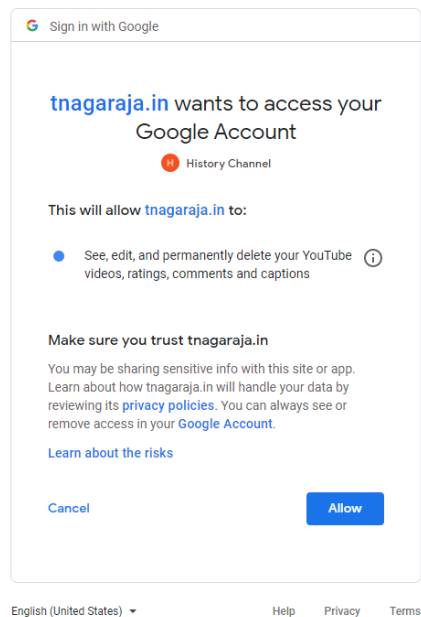 Sign in with Google
tnagaraja.in wants to access your
Google Account
H History Channel
This will allow tnagaraja.in to:
See, edit, and permanently delete your YouTube
videos, ratings, comments and captions
Make sure you trust tnagaraja.in
You may be sharing sensitive info with this site or app.
Learn about how tnagaraja.in will handle your data by
reviewing its privacy policies. You can always see or
remove access in your Google Account.
Learn about the risks
Cancel Allow
English (United States) Help Privacy Terms